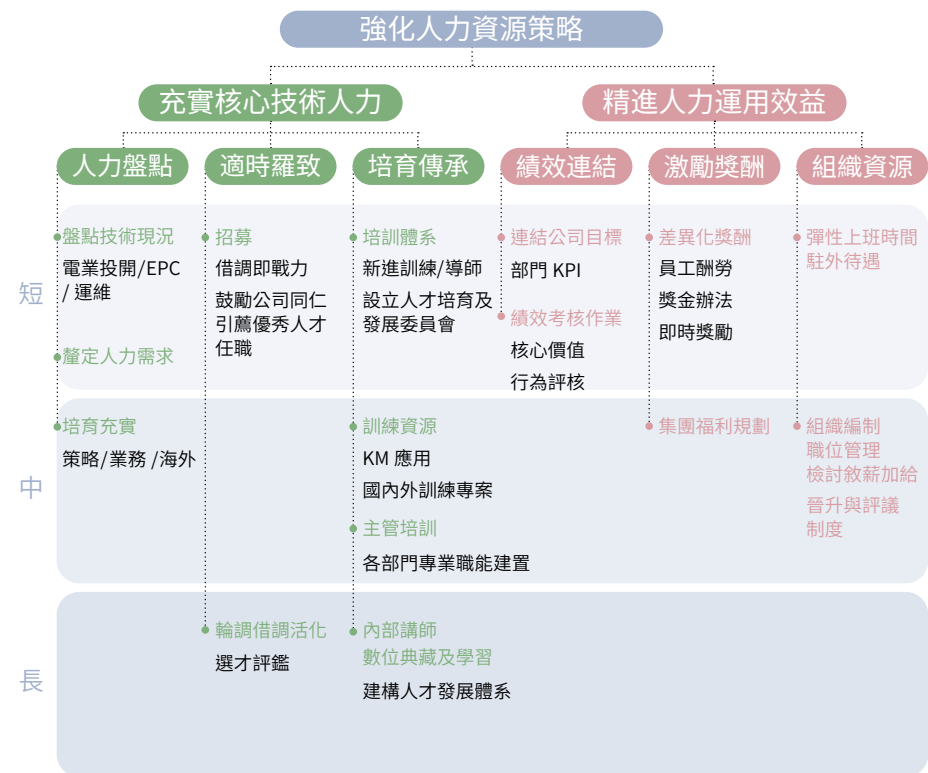 強化人力資源策略
充實核心技術人力
精進人力運用效益
人力盤點
適時羅致
培育傳承
績效連結
激勵獎酬
組織資源
短
盤點技術現況
電業投開/EPC
/ 運維
釐定人力需求
招募
借調即戰力
鼓勵公司同仁
引薦優秀人才
任職
培訓體系
新進訓練/導師
設立人才培育及
發展委員會
連結公司目標
部門 KPI
績效考核作業
核心價值
行為評核
差異化獎酬
員工酬勞
獎金辦法
即時獎勵
彈性上班時間
駐外待遇
中
培育充實
策略/業務 /海外
訓練資源
KM 應用
國內外訓練專案
主管培訓
各部門專業職能建置
集團福利規劃
組織編制
職位管理
檢討敘薪加給
晉升與評議
制度
長
輪調借調活化
選才評鑑
內部講師
數位典藏及學習
建構人才發展體系